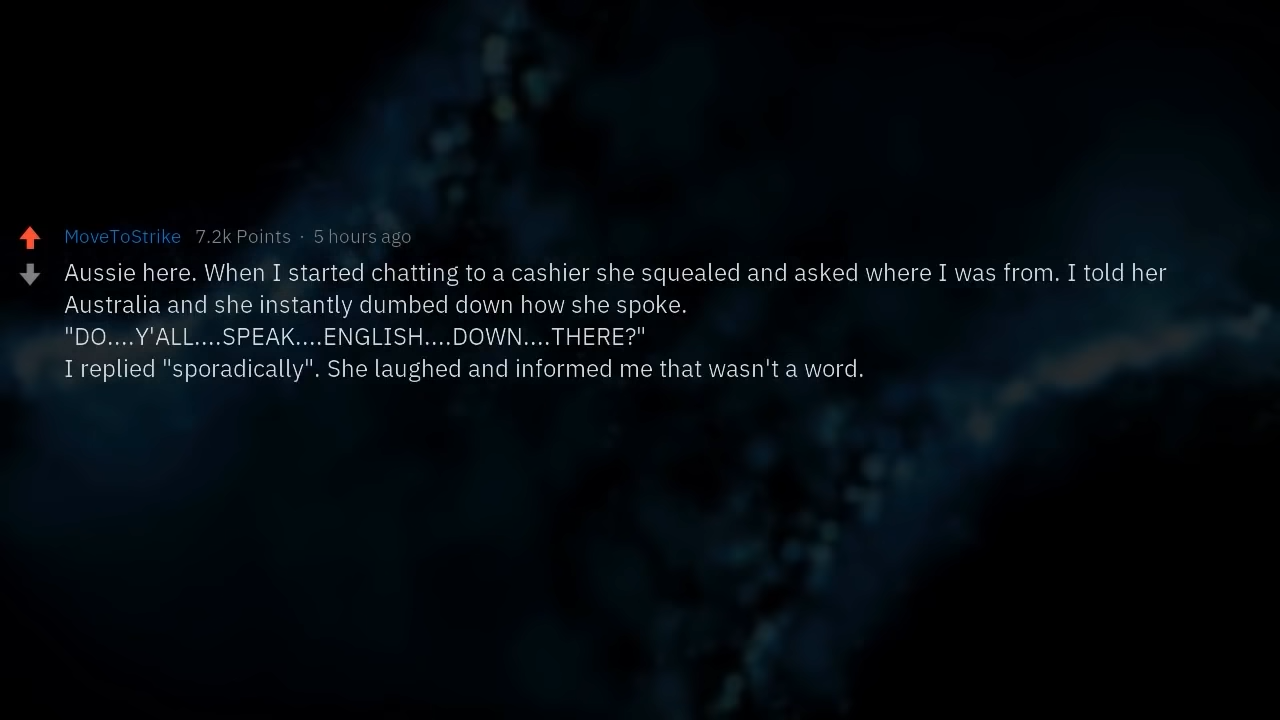 MoveToStrike 7.2k Points · 5 hours ago
Aussie here. When I started chatting to a cashier she squealed and asked where I was from. I told her
Australia and she instantly dumbed down how she spoke.
"DO....Y'ALL....SPEAK....ENGLISH....DOWN....THERE?"
I replied "sporadically". She laughed and informed me that wasn't a word.